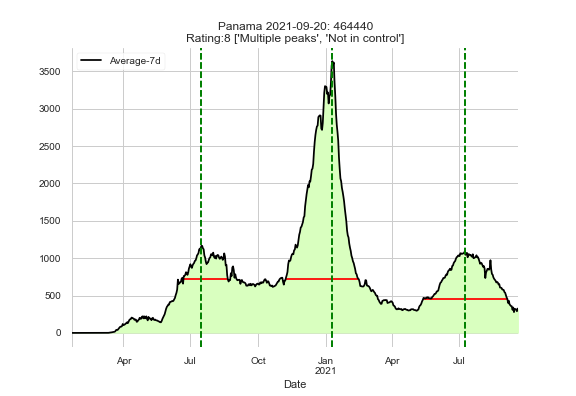 Panama 2021-09-20: 464440
Rating:8 ['Multiple peaks', 'Not in control']
Average-7d
3500
3000
2500
2000
1500
1000
500
0
Apr
Jul
Oct
Jan
2021
Apr
Jul
Date